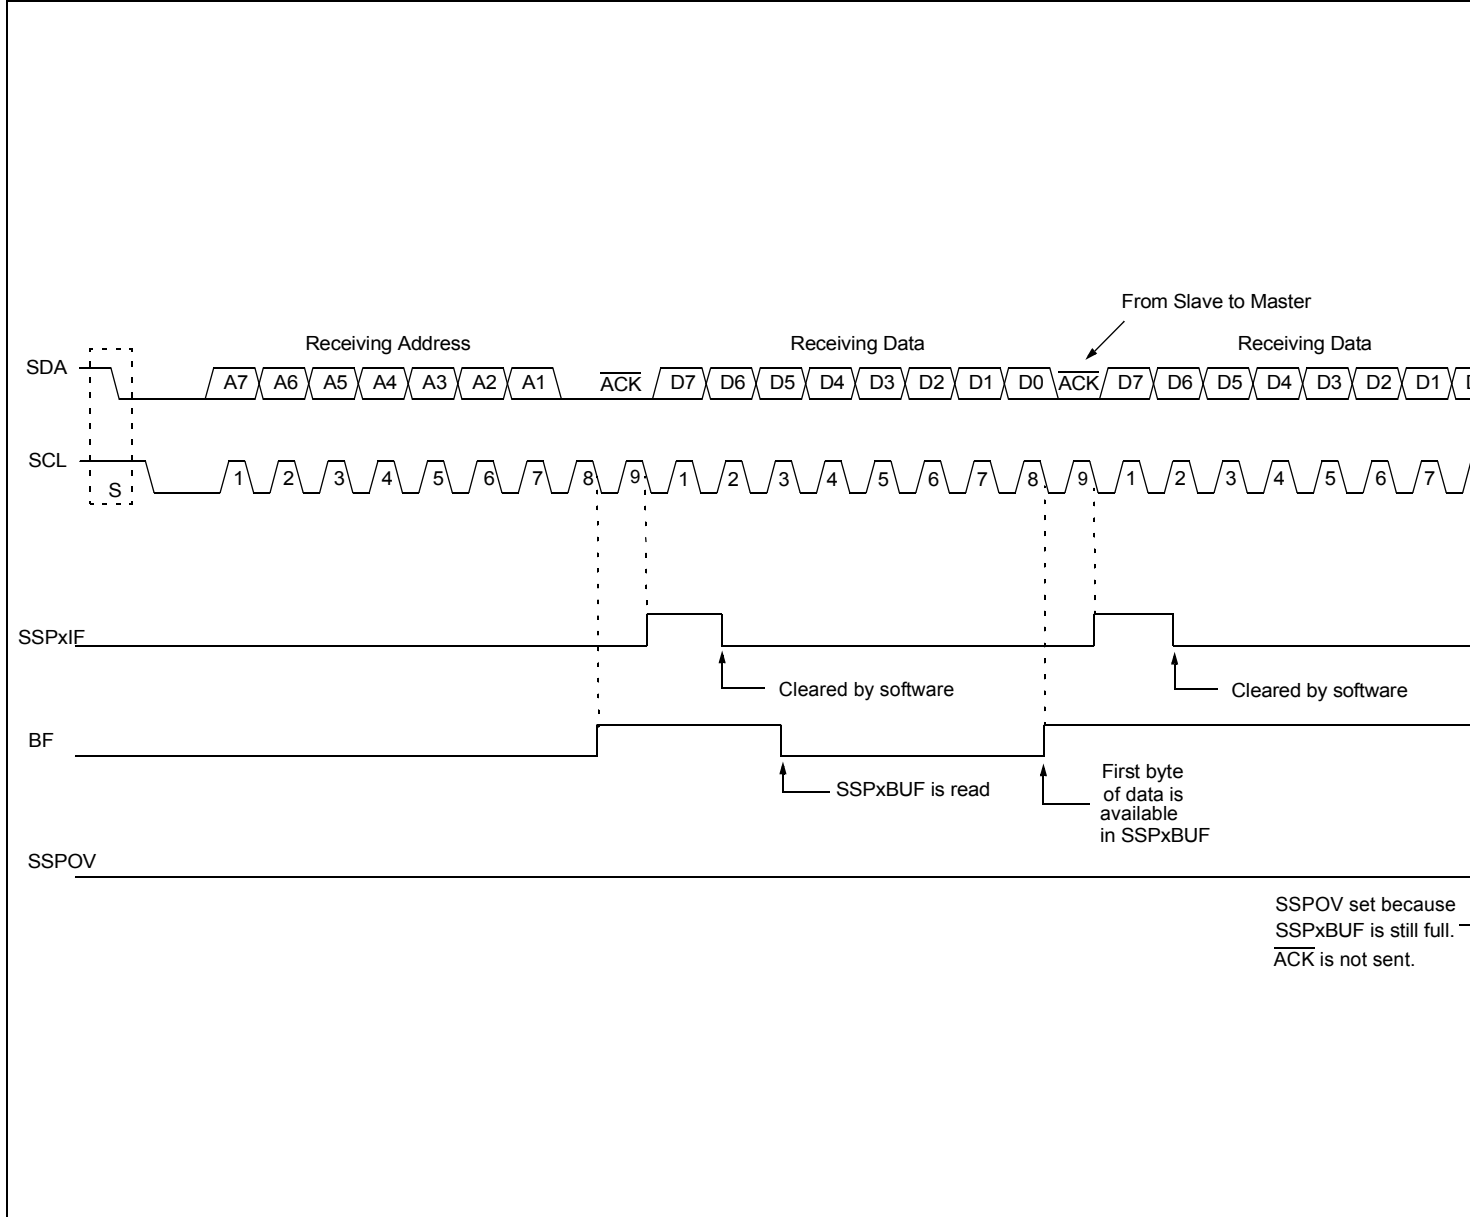 From Slave to Master
Receiving Address
Receiving Data
Receiving Data
SDA
A7 A6 A5 A4 A3 A2 A1 ACK D7 D6 D5 D4 D3 D2 D1 D0 ACK D7 D6 D5 D4 D3 D2 D1
SCL
S
1 2 3 4 5 6 7 8 9 1 2 3 4 5 6 7 8 9 1 2 3 4 5 6 7
SSPxIF
Cleared by software
Cleared by software
BF
SSPxBUF is read
First byte
of data is
available
in SSPxBUF
SSPOV
SSPOV set because
SSPxBUF is still full.
ACK is not sent.